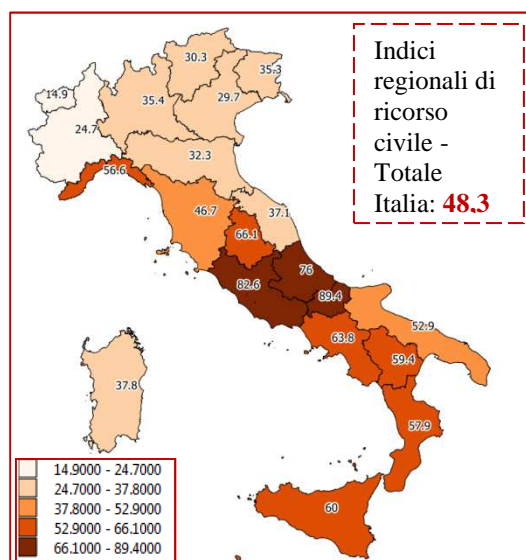 Indici
regionali di
ricorso
civile -
Totale
Italia: 48,3
30.3
35.3
14.9
35.4
29.7
24.7
32.3
56.6
37.1
46.7
66.1
76
82.6
89.4
52.9
63.8
59.4
37.8
57.9
60
14.9000 - 24.7000
24.7000 - 37.8000
37.8000 - 52.9000
52.9000 - 66.1000
66.1000 - 89.4000